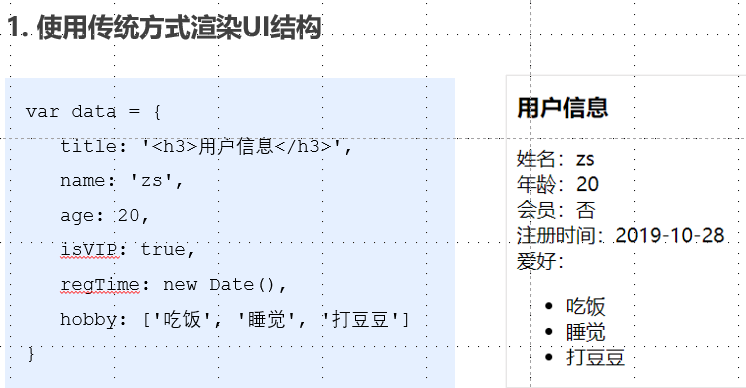 1. 使用传统方式渲染UI结构
var data = {
title: '<h3>用户信息</h3>',
name: 'zs',
age: 20,
isVIP: true,
regTime: new Date(),
hobby: ['吃饭', '睡觉', '打豆豆']
}
用户信息
姓名：zs
年龄：20
会员：否
注册时间：2019-10-28
爱好：
• 吃饭
• 睡觉
• 打豆豆